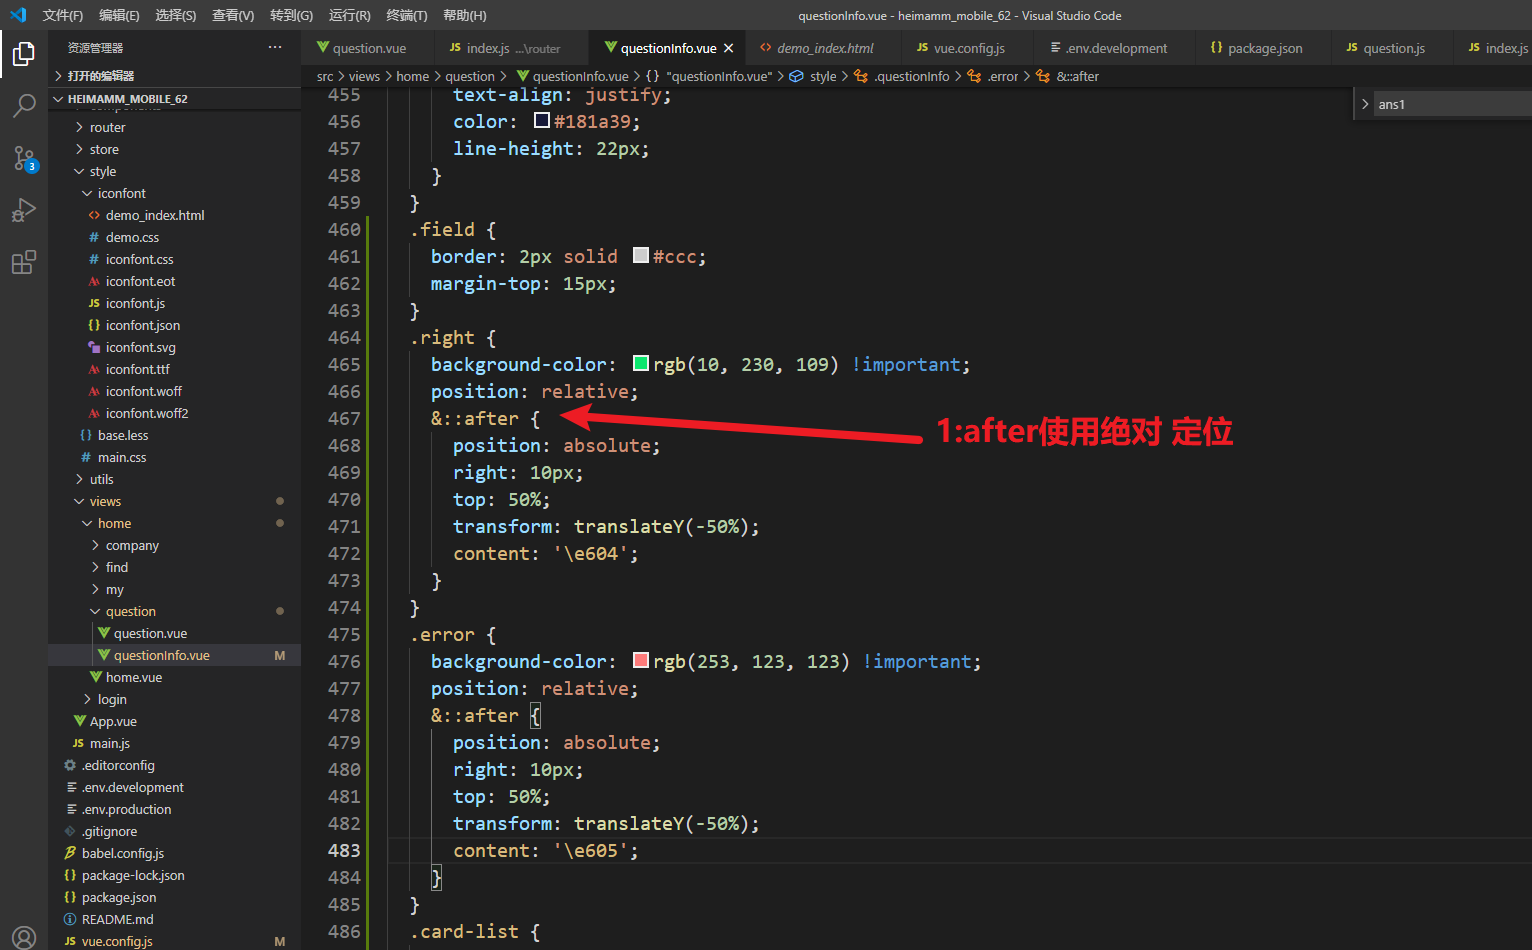 文件(F) 编辑(E) 选择(S) 查看(V) 转到(G) 运行(R) 终端(T) 帮助(H) questionInfo.vue - heimamm_mobile_62 - Visual Studio Code
资源管理器 ···
question.vue JS index.js ...\router questionInfo.vue × <> demo_index.html JS vue.config.js .env.development {} package.json JS question.js JS index.js
src > views > home > question > questionInfo.vue > {} "questionInfo.vue" > style > .questionInfo > .error > &::after
> ans1
打开的编辑器
HEIMAMM_MOBILE_62
components
router
store
style
iconfont
<> demo_index.html
# demo.css
# iconfont.css
iconfont.eot
JS iconfont.js
{} iconfont.json
iconfont.svg
iconfont.ttf
iconfont.woff
iconfont.woff2
{} base.less
# main.css
utils
views
home
company
find
my
question
question.vue
questionInfo.vue M
home.vue
login
App.vue
JS main.js
.editorconfig
.env.development
.env.production
.gitignore
babel.config.js
{} package-lock.json
{} package.json
README.md
JS vue.config.js M
3
455 text-align: justify;
456 color: #181a39;
457 line-height: 22px;
458 }
459 }
460 .field {
461 border: 2px solid #ccc;
462 margin-top: 15px;
463 }
464 .right {
465 background-color: rgb(10, 230, 109) !important;
466 position: relative;
467 &::after {
468 position: absolute;
469 right: 10px;
470 top: 50%;
471 transform: translateY(-50%);
472 content: '\e604';
473 }
474 }
475 .error {
476 background-color: rgb(253, 123, 123) !important;
477 position: relative;
478 &::after {
479 position: absolute;
480 right: 10px;
481 top: 50%;
482 transform: translateY(-50%);
483 content: '\e605';
484 }
485 }
486 .card-list {
1:after使用绝对 定位